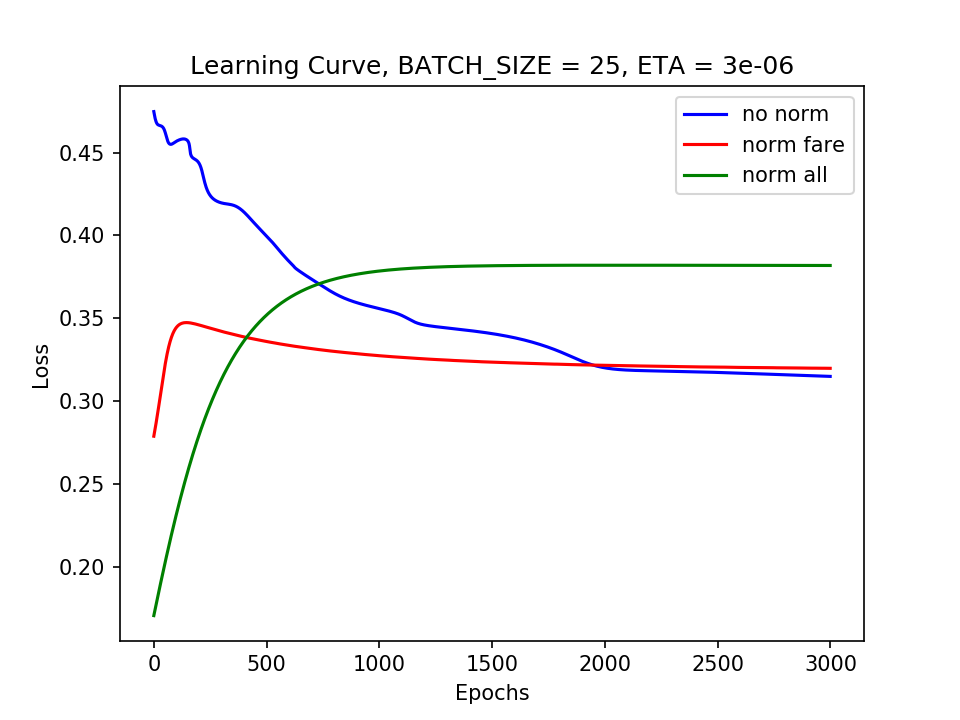 Learning Curve, BATCH_SIZE = 25, ETA = 3e-06
no norm
norm fare
norm all
0.45
0.40
0.35
0.30
0.25
0.20
Loss
0 500 1000 1500 2000 2500 3000
Epochs